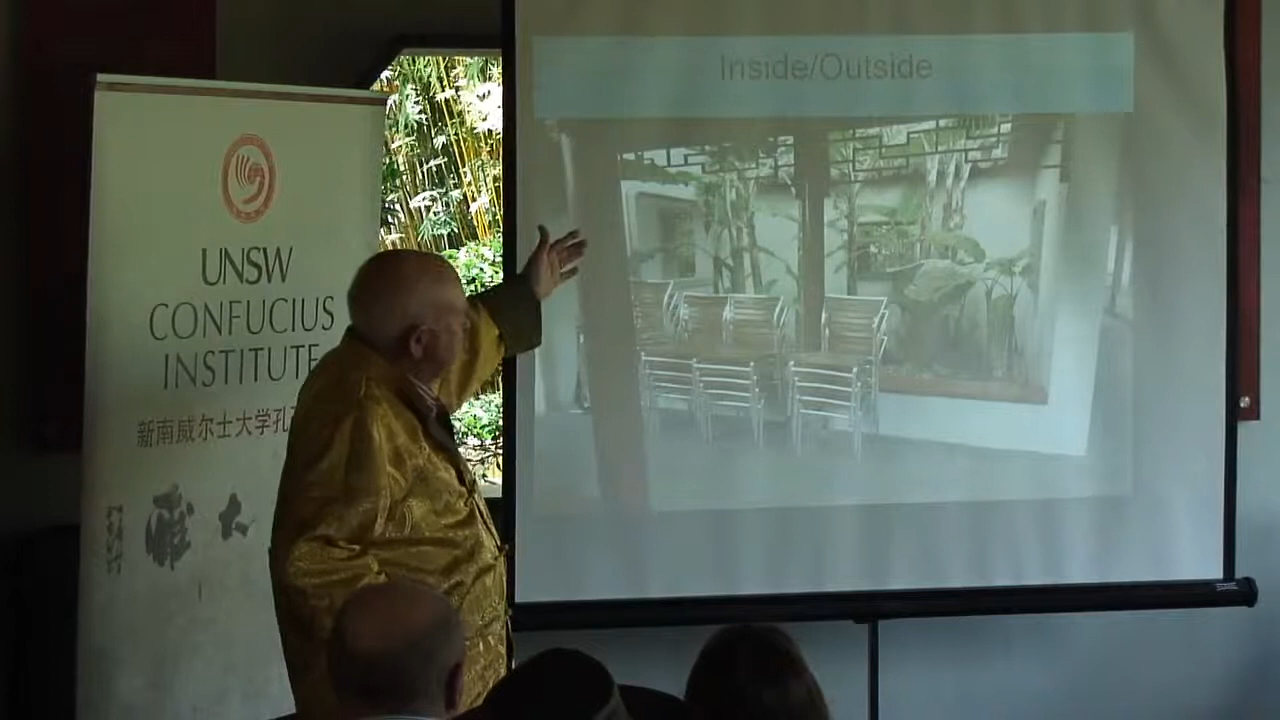 UNSW
CONFUCIUS
INSTITUTE
新南威尔士大学孔
Inside/Outside